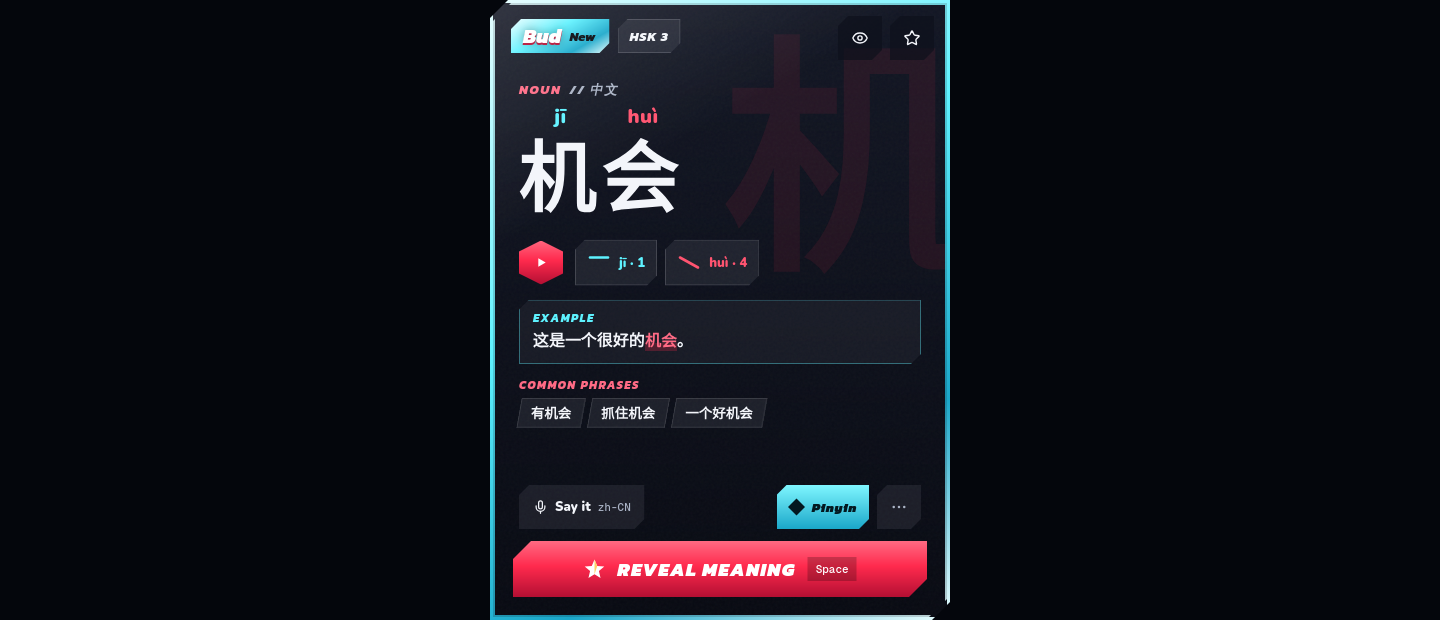 Bud New HSK 3
机
NOUN // 中文
jī huì
机会
jī · 1 huì · 4
EXAMPLE
这是一个很好的机会。
COMMON PHRASES
有机会 抓住机会 一个好机会
Say it zh-CN Pinyin
REVEAL MEANING Space